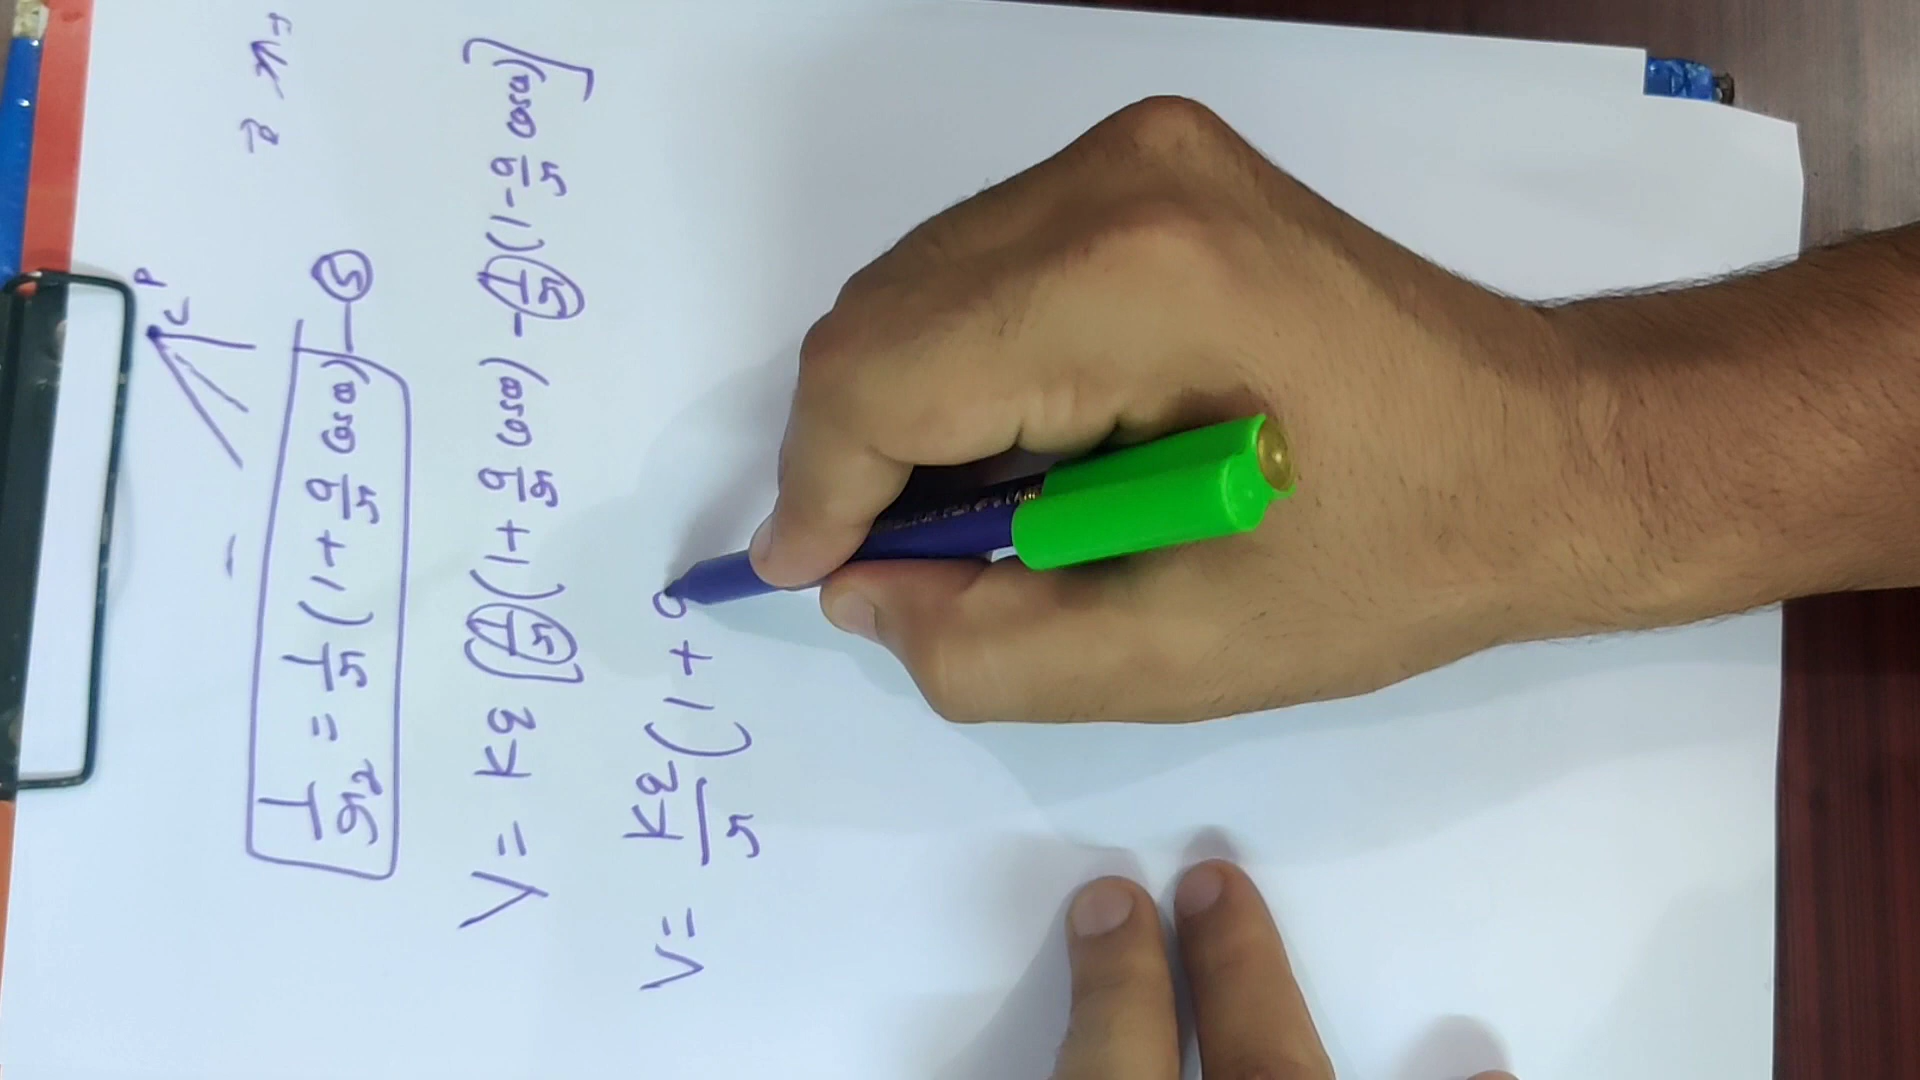 P
1/r₂ = 1/r (1 + a/r cosθ) — ⑤
V = Kq [(1/r)(1 + a/r cosθ) - (1/r)(1 - a/r cosθ)]
V = Kq/r (1 + a